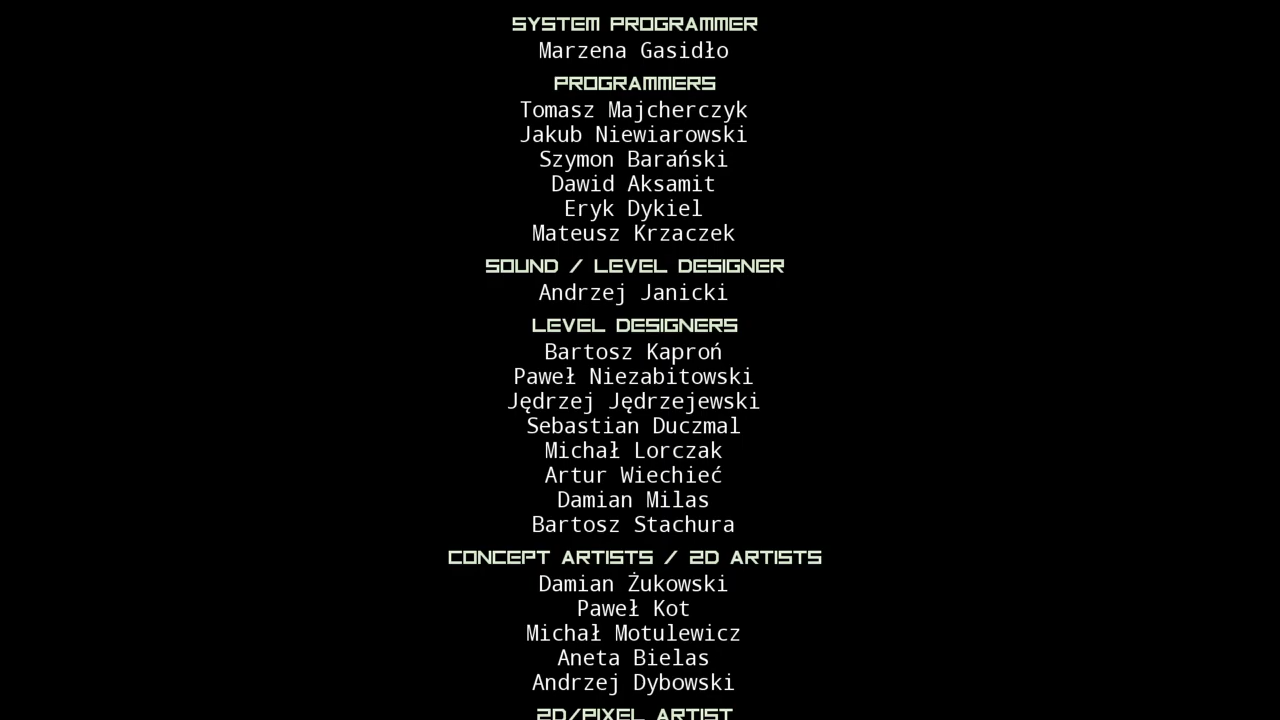 SYSTEM PROGRAMMER
Marzena Gasidło
PROGRAMMERS
Tomasz Majcherczyk
Jakub Niewiarowski
Szymon Barański
Dawid Aksamit
Eryk Dykiel
Mateusz Krzaczek
SOUND / LEVEL DESIGNER
Andrzej Janicki
LEVEL DESIGNERS
Bartosz Kaproń
Paweł Niezabitowski
Jędrzej Jędrzejewski
Sebastian Duczmal
Michał Lorczak
Artur Wiechieć
Damian Milas
Bartosz Stachura
CONCEPT ARTISTS / 2D ARTISTS
Damian Żukowski
Paweł Kot
Michał Motulewicz
Aneta Bielas
Andrzej Dybowski
2D/PIXEL ARTIST